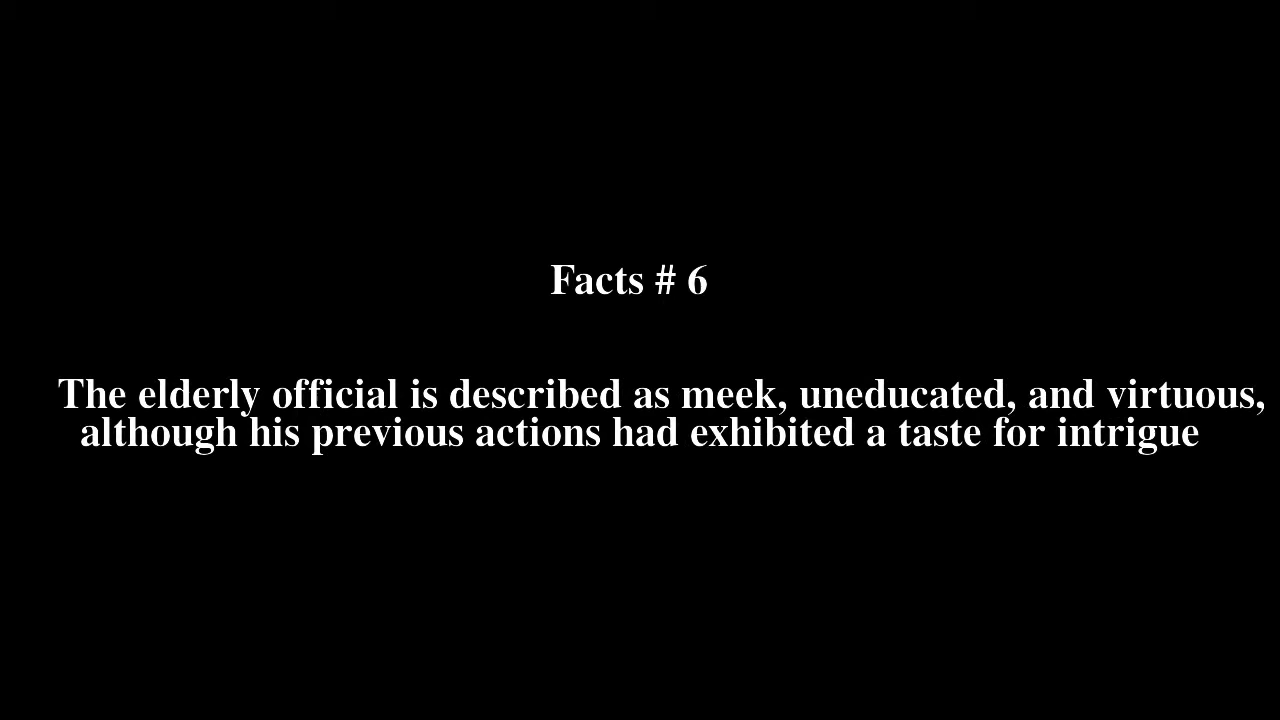 Facts # 6
The elderly official is described as meek, uneducated, and virtuous,
although his previous actions had exhibited a taste for intrigue